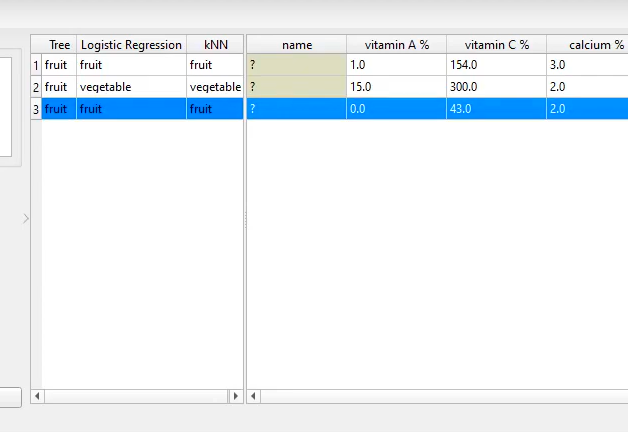 Tree Logistic Regression kNN name vitamin A % vitamin C % calcium %
1 fruit fruit fruit ? 1.0 154.0 3.0
2 fruit vegetable vegetable ? 15.0 300.0 2.0
3 fruit fruit fruit ? 0.0 43.0 2.0